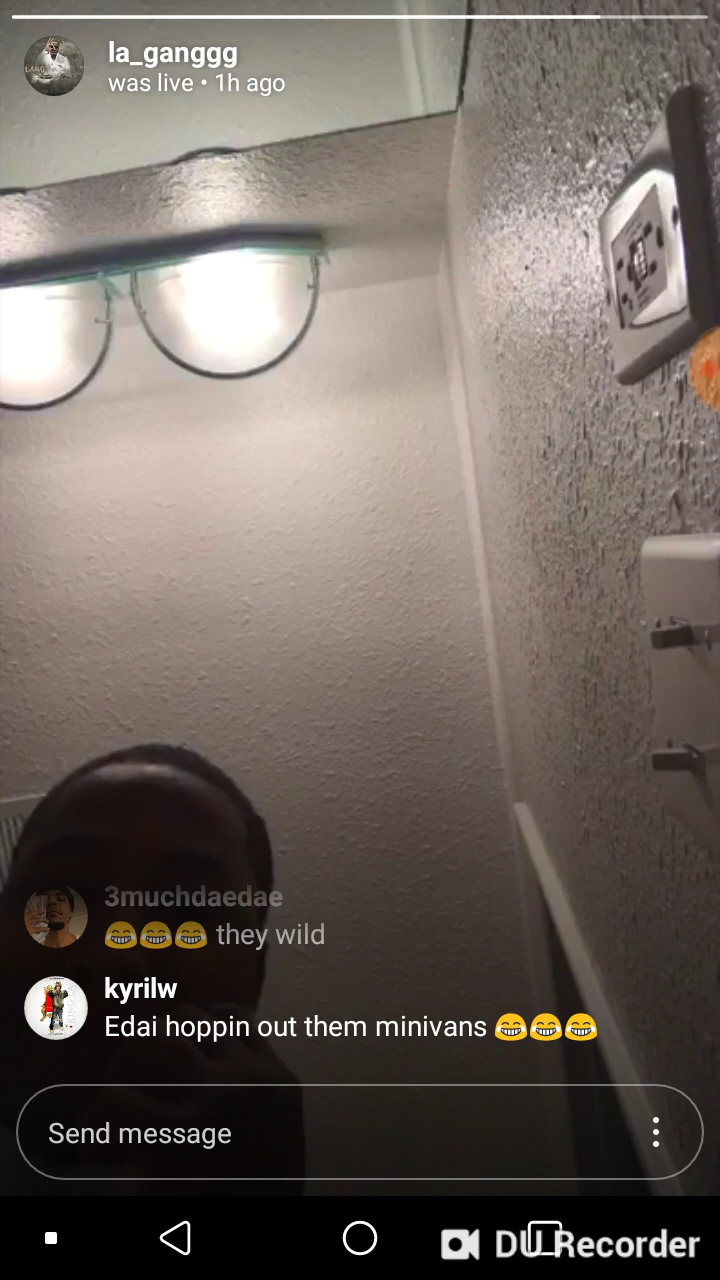 la_ganggg
was live • 1h ago
3muchdaedae
😂😂😂 they wild
kyrilw
Edai hoppin out them minivans 😂😂😂
Send message
DU Recorder